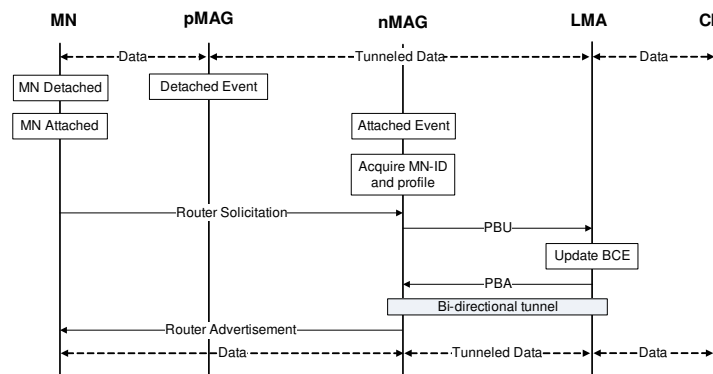 MN pMAG nMAG LMA
Data Tunneled Data Data
MN Detached Detached Event
MN Attached Attached Event
Acquire MN-ID
and profile
Router Solicitation
PBU
Update BCE
PBA
Bi-directional tunnel
Router Advertisement
Data Tunneled Data Data